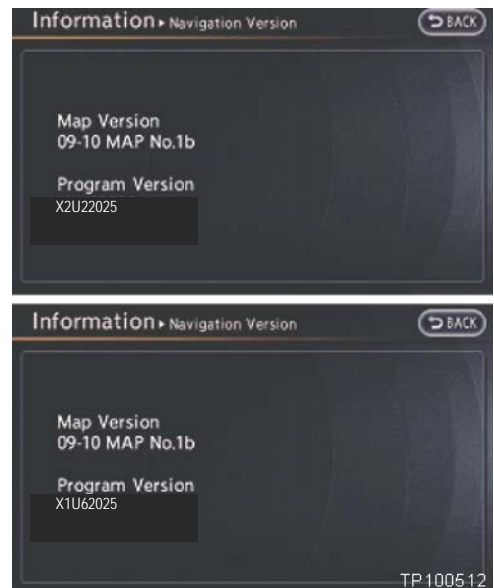 Information ▸ Navigation Version
BACK
Map Version
09-10 MAP No.1b
Program Version
X2U22025
Information ▸ Navigation Version
BACK
Map Version
09-10 MAP No.1b
Program Version
X1U62025
TP100512